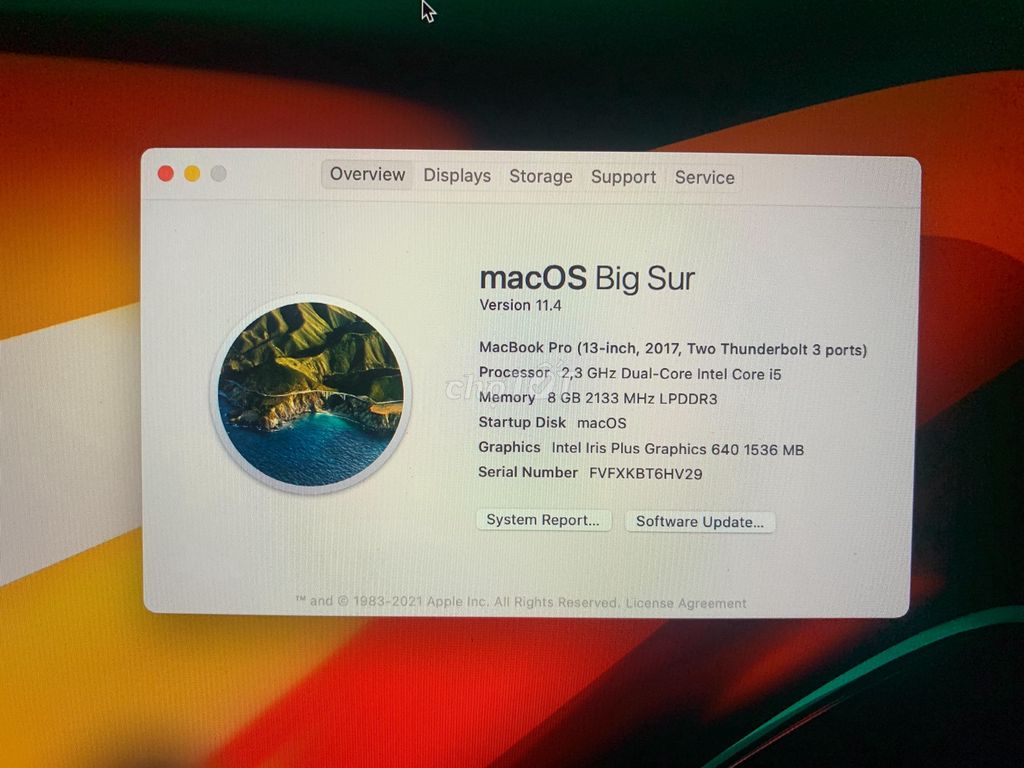 Overview Displays Storage Support Service
macOS Big Sur
Version 11.4
MacBook Pro (13-inch, 2017, Two Thunderbolt 3 ports)
Processor 2,3 GHz Dual-Core Intel Core i5
Memory 8 GB 2133 MHz LPDDR3
Startup Disk macOS
Graphics Intel Iris Plus Graphics 640 1536 MB
Serial Number FVFXKBT6HV29
System Report... Software Update...
™ and © 1983-2021 Apple Inc. All Rights Reserved. License Agreement